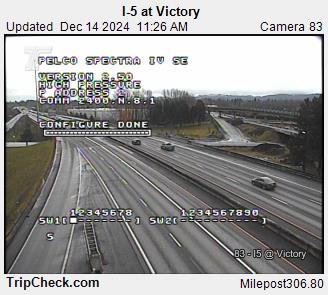 I-5 at Victory
Updated Dec 14 2024 11:26 AM Camera 83
PELCO SPECTRA IV SE
VERSION 2.50
HIGH PRESSURE
P ADDRESS 1
COMM 2400:N:8:1
CONFIGURE DONE
12345678 1234567890
SW1 SW2
S
83 - I5 @ Victory
TripCheck.com Milepost306.80